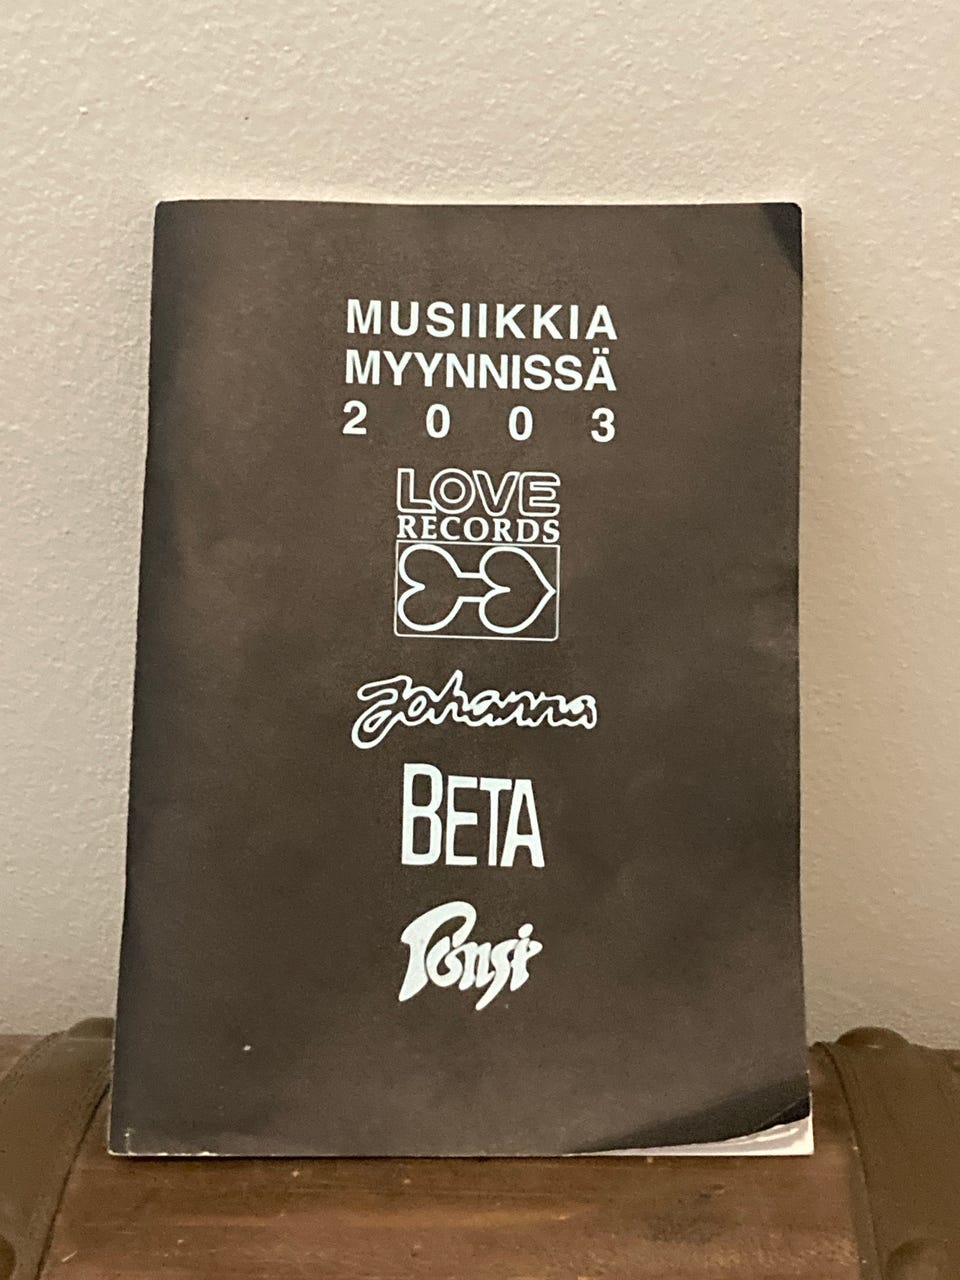 MUSIIKKIA
MYYNNISSÄ
2 0 0 3
LOVE
RECORDS
Johanna
BETA
Ponsi